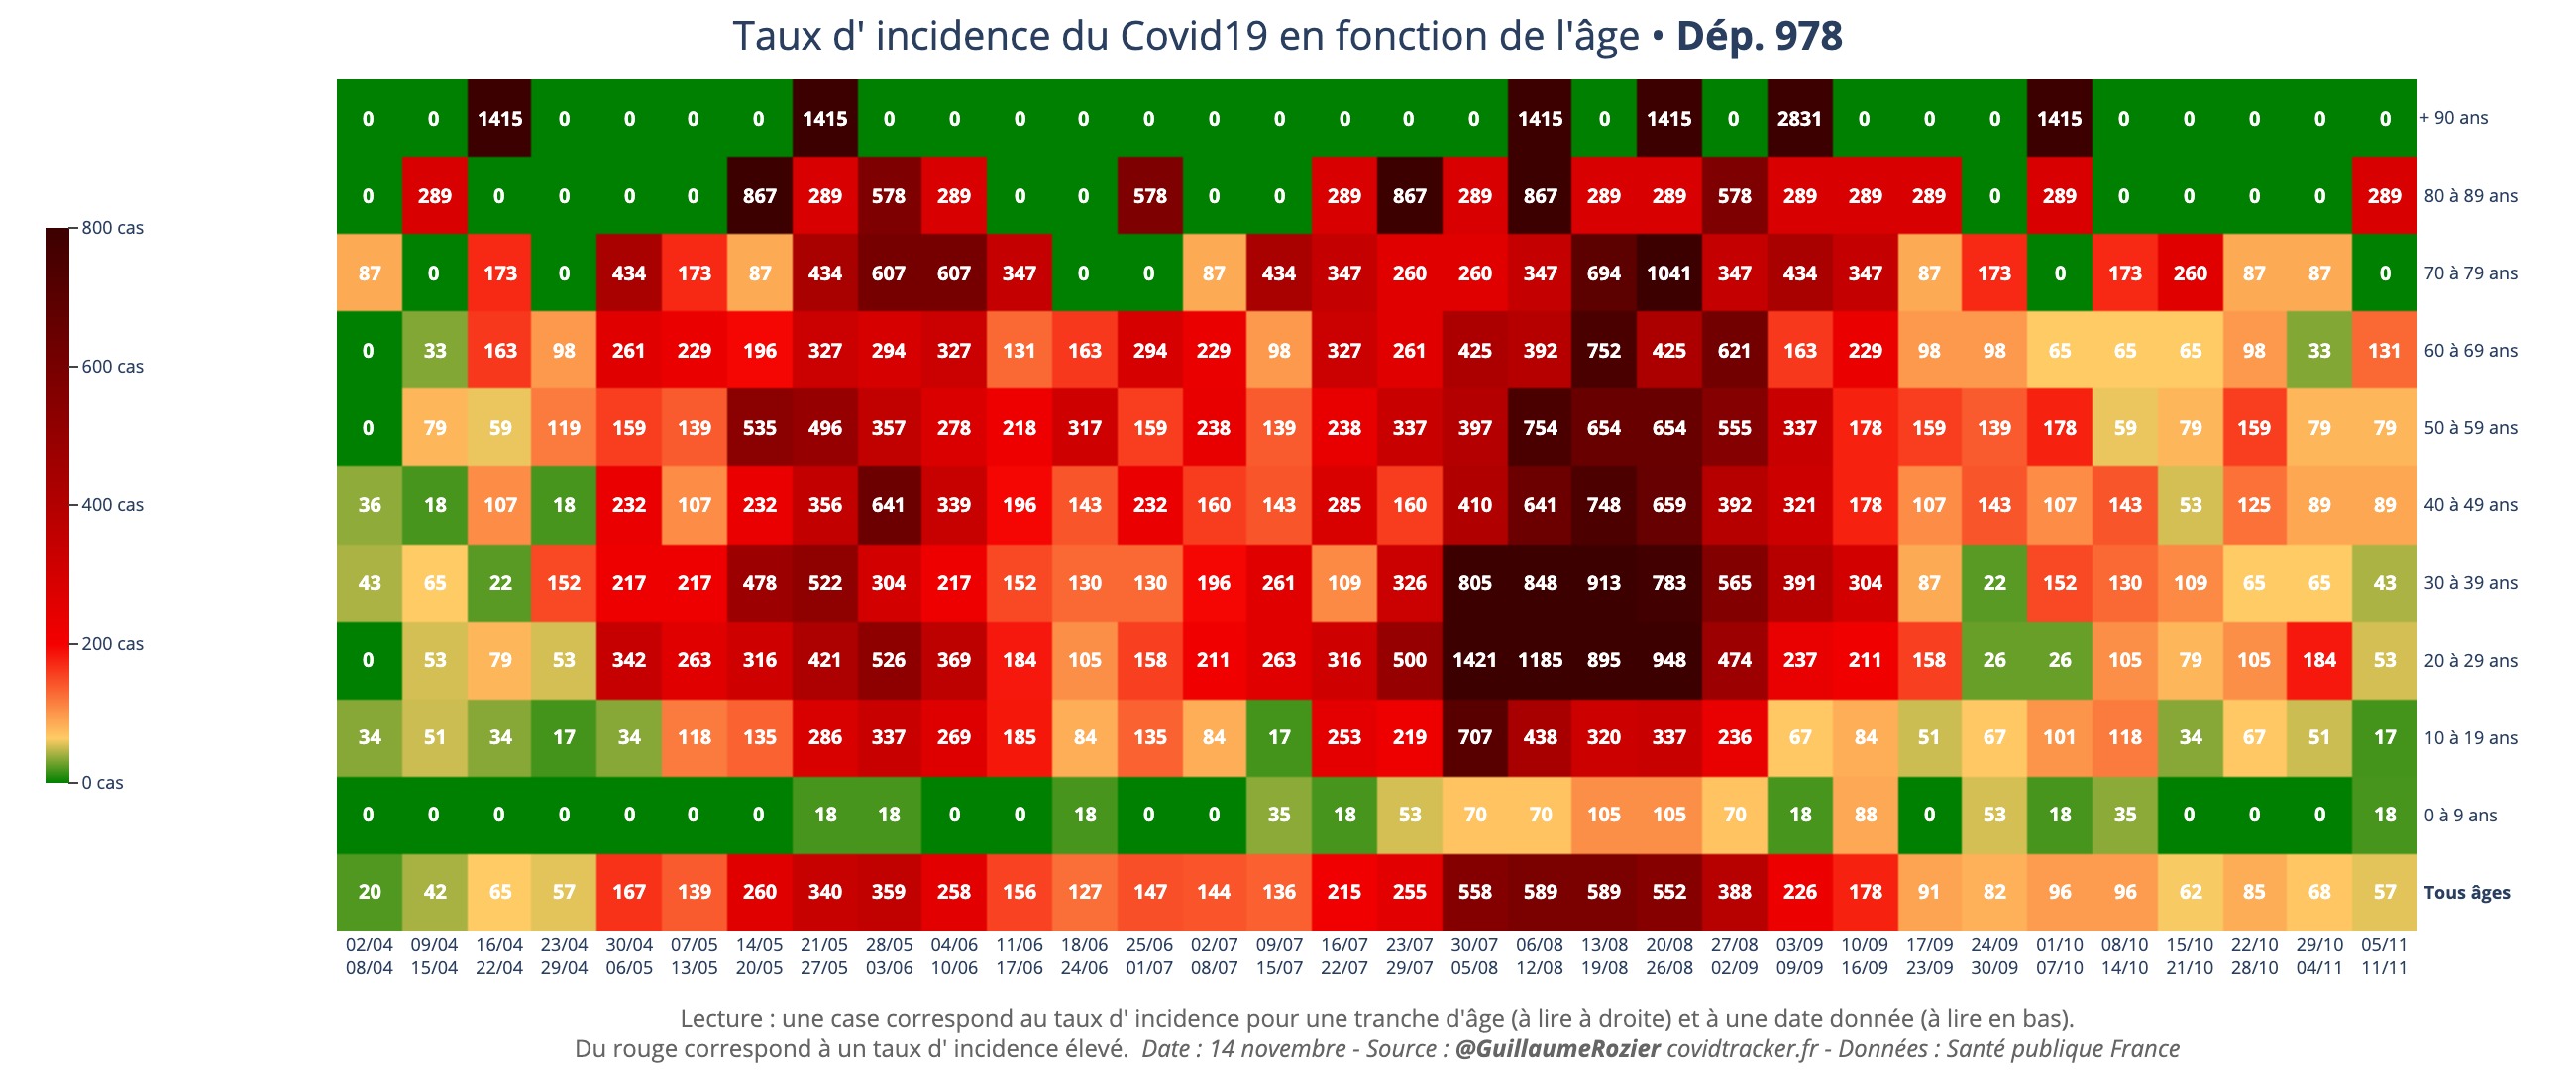 Taux d' incidence du Covid19 en fonction de l'âge • Dép. 978
0 0 1415 0 0 0 0 1415 0 0 0 0 0 0 0 0 0 0 1415 0 1415 0 2831 0 0 0 1415 0 0 0 0 0 + 90 ans
0 289 0 0 0 0 867 289 578 289 0 0 578 0 0 289 867 289 867 289 289 578 289 289 289 0 289 0 0 0 0 289 80 à 89 ans
800 cas
87 0 173 0 434 173 87 434 607 607 347 0 0 87 434 347 260 260 347 694 1041 347 434 347 87 173 0 173 260 87 87 0 70 à 79 ans
0 33 163 98 261 229 196 327 294 327 131 163 294 229 98 327 261 425 392 752 425 621 163 229 98 98 65 65 65 98 33 131 60 à 69 ans
600 cas
0 79 59 119 159 139 535 496 357 278 218 317 159 238 139 238 337 397 754 654 654 555 337 178 159 139 178 59 79 159 79 79 50 à 59 ans
400 cas
36 18 107 18 232 107 232 356 641 339 196 143 232 160 143 285 160 410 641 748 659 392 321 178 107 143 107 143 53 125 89 89 40 à 49 ans
43 65 22 152 217 217 478 522 304 217 152 130 130 196 261 109 326 805 848 913 783 565 391 304 87 22 152 130 109 65 65 43 30 à 39 ans
200 cas
0 53 79 53 342 263 316 421 526 369 184 105 158 211 263 316 500 1421 1185 895 948 474 237 211 158 26 26 105 79 105 184 53 20 à 29 ans
34 51 34 17 34 118 135 286 337 269 185 84 135 84 17 253 219 707 438 320 337 236 67 84 51 67 101 118 34 67 51 17 10 à 19 ans
0 cas
0 0 0 0 0 0 0 18 18 0 0 18 0 0 35 18 53 70 70 105 105 70 18 88 0 53 18 35 0 0 0 18 0 à 9 ans
20 42 65 57 167 139 260 340 359 258 156 127 147 144 136 215 255 558 589 589 552 388 226 178 91 82 96 96 62 85 68 57 Tous âges
02/04 09/04 16/04 23/04 30/04 07/05 14/05 21/05 28/05 04/06 11/06 18/06 25/06 02/07 09/07 16/07 23/07 30/07 06/08 13/08 20/08 27/08 03/09 10/09 17/09 24/09 01/10 08/10 15/10 22/10 29/10 05/11
08/04 15/04 22/04 29/04 06/05 13/05 20/05 27/05 03/06 10/06 17/06 24/06 01/07 08/07 15/07 22/07 29/07 05/08 12/08 19/08 26/08 02/09 09/09 16/09 23/09 30/09 07/10 14/10 21/10 28/10 04/11 11/11
Lecture : une case correspond au taux d' incidence pour une tranche d'âge (à lire à droite) et à une date donnée (à lire en bas).
Du rouge correspond à un taux d' incidence élevé. Date : 14 novembre - Source : @GuillaumeRozier covidtracker.fr - Données : Santé publique France